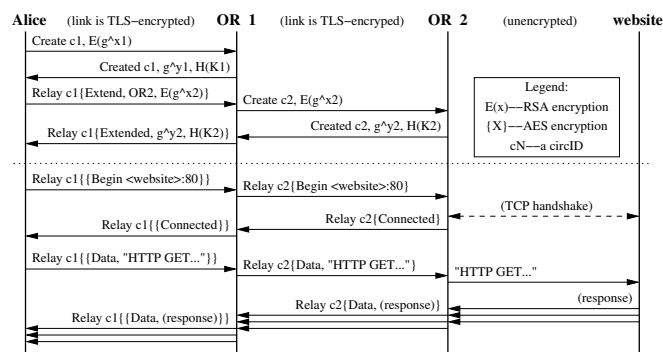 Alice (link is TLS-encrypted) OR 1 (link is TLS-encrypted) OR 2 (unencrypted) website
Create c1, E(g^x1)
Created c1, g^y1, H(K1)
Relay c1{Extend, OR2, E(g^x2)}
Create c2, E(g^x2)
Created c2, g^y2, H(K2)
Relay c1{Extended, g^y2, H(K2)}
Legend:
E(x)--RSA encryption
{X}--AES encryption
cN--a circID
Relay c1{{Begin <website>:80}}
Relay c2{Begin <website>:80}
(TCP handshake)
Relay c2{Connected}
Relay c1{{Connected}}
Relay c1{{Data, "HTTP GET..."}}
Relay c2{Data, "HTTP GET..."}
"HTTP GET..."
(response)
Relay c2{Data, (response)}
Relay c1{{Data, (response)}}